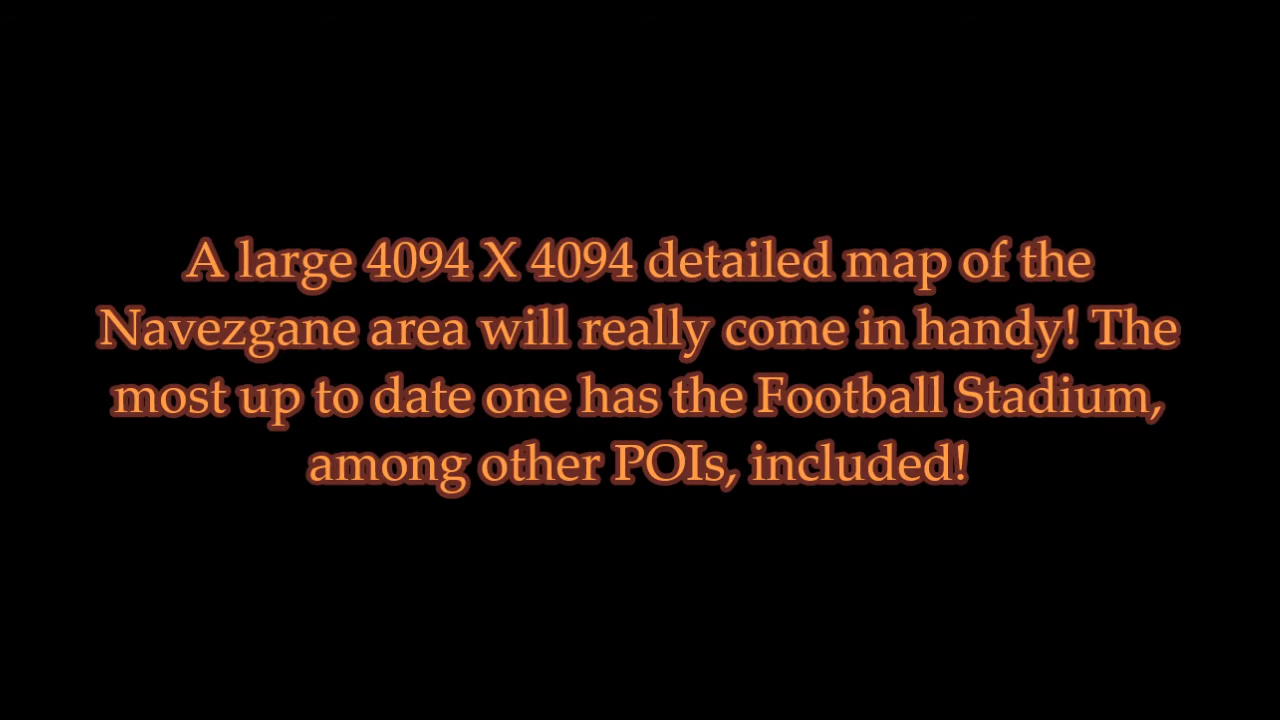 A large 4094 X 4094 detailed map of the
Navezgane area will really come in handy! The
most up to date one has the Football Stadium,
among other POIs, included!